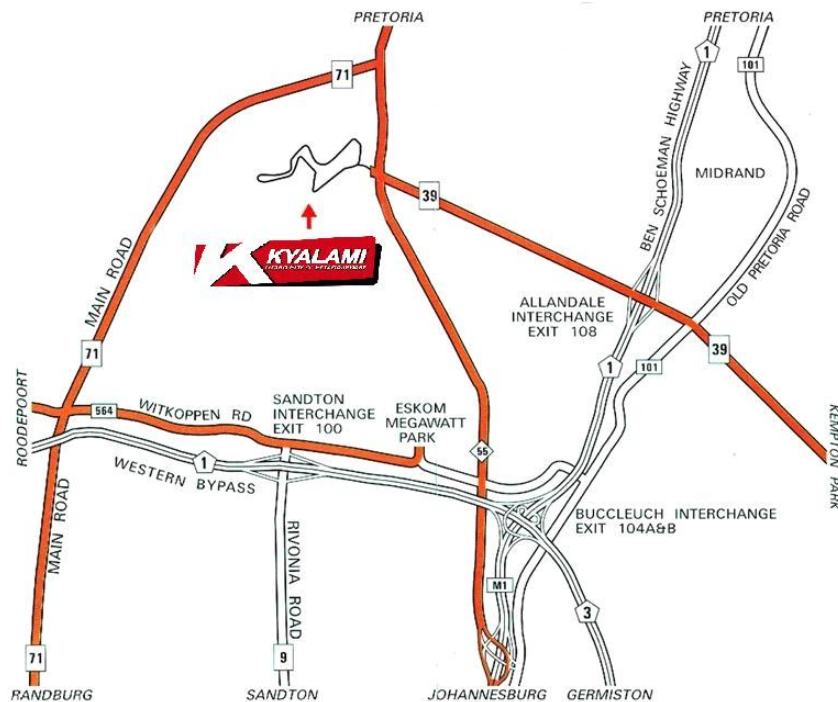 PRETORIA
PRETORIA
71
1
101
BEN SCHOEMAN HIGHWAY
MIDRAND
39
OLD PRETORIA ROAD
KYALAMI
MAIN ROAD
ALLANDALE
INTERCHANGE
EXIT 108
71
1
101
39
ROODEPOORT
564
WITKOPPEN RD
SANDTON
INTERCHANGE
EXIT 100
ESKOM
MEGAWATT
PARK
KEMPTON PARK
55
WESTERN BYPASS
1
MAIN ROAD
BUCCLEUCH INTERCHANGE
EXIT 104A&B
RIVONIA ROAD
M1
3
71
9
RANDBURG
SANDTON
JOHANNESBURG
GERMISTON